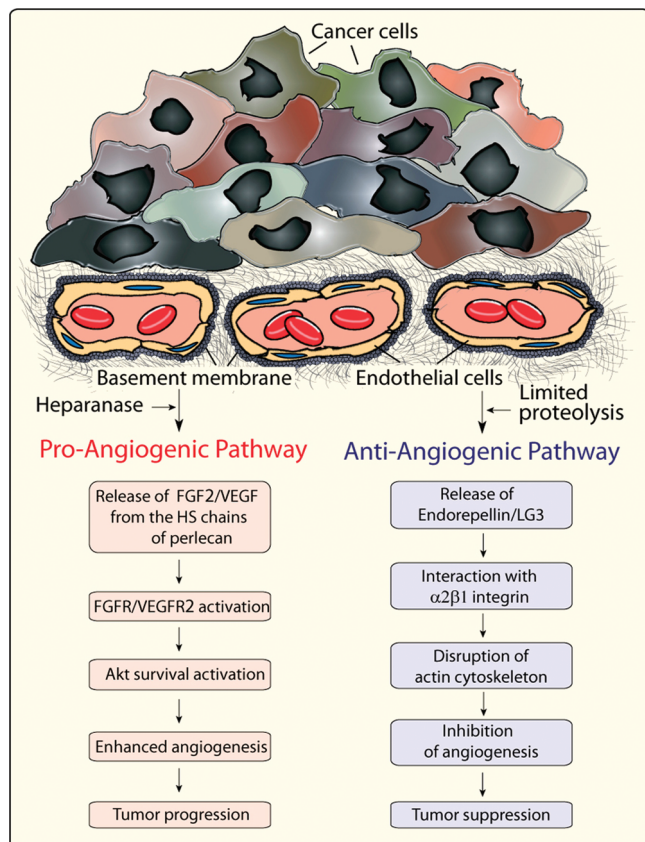 Cancer cells
Basement membrane
Endothelial cells
Heparanase
Limited
proteolysis
Pro-Angiogenic Pathway
Anti-Angiogenic Pathway
Release of FGF2/VEGF
from the HS chains
of perlecan
FGFR/VEGFR2 activation
Akt survival activation
Enhanced angiogenesis
Tumor progression
Release of
Endorepellin/LG3
Interaction with
α2β1 integrin
Disruption of
actin cytoskeleton
Inhibition
of angiogenesis
Tumor suppression